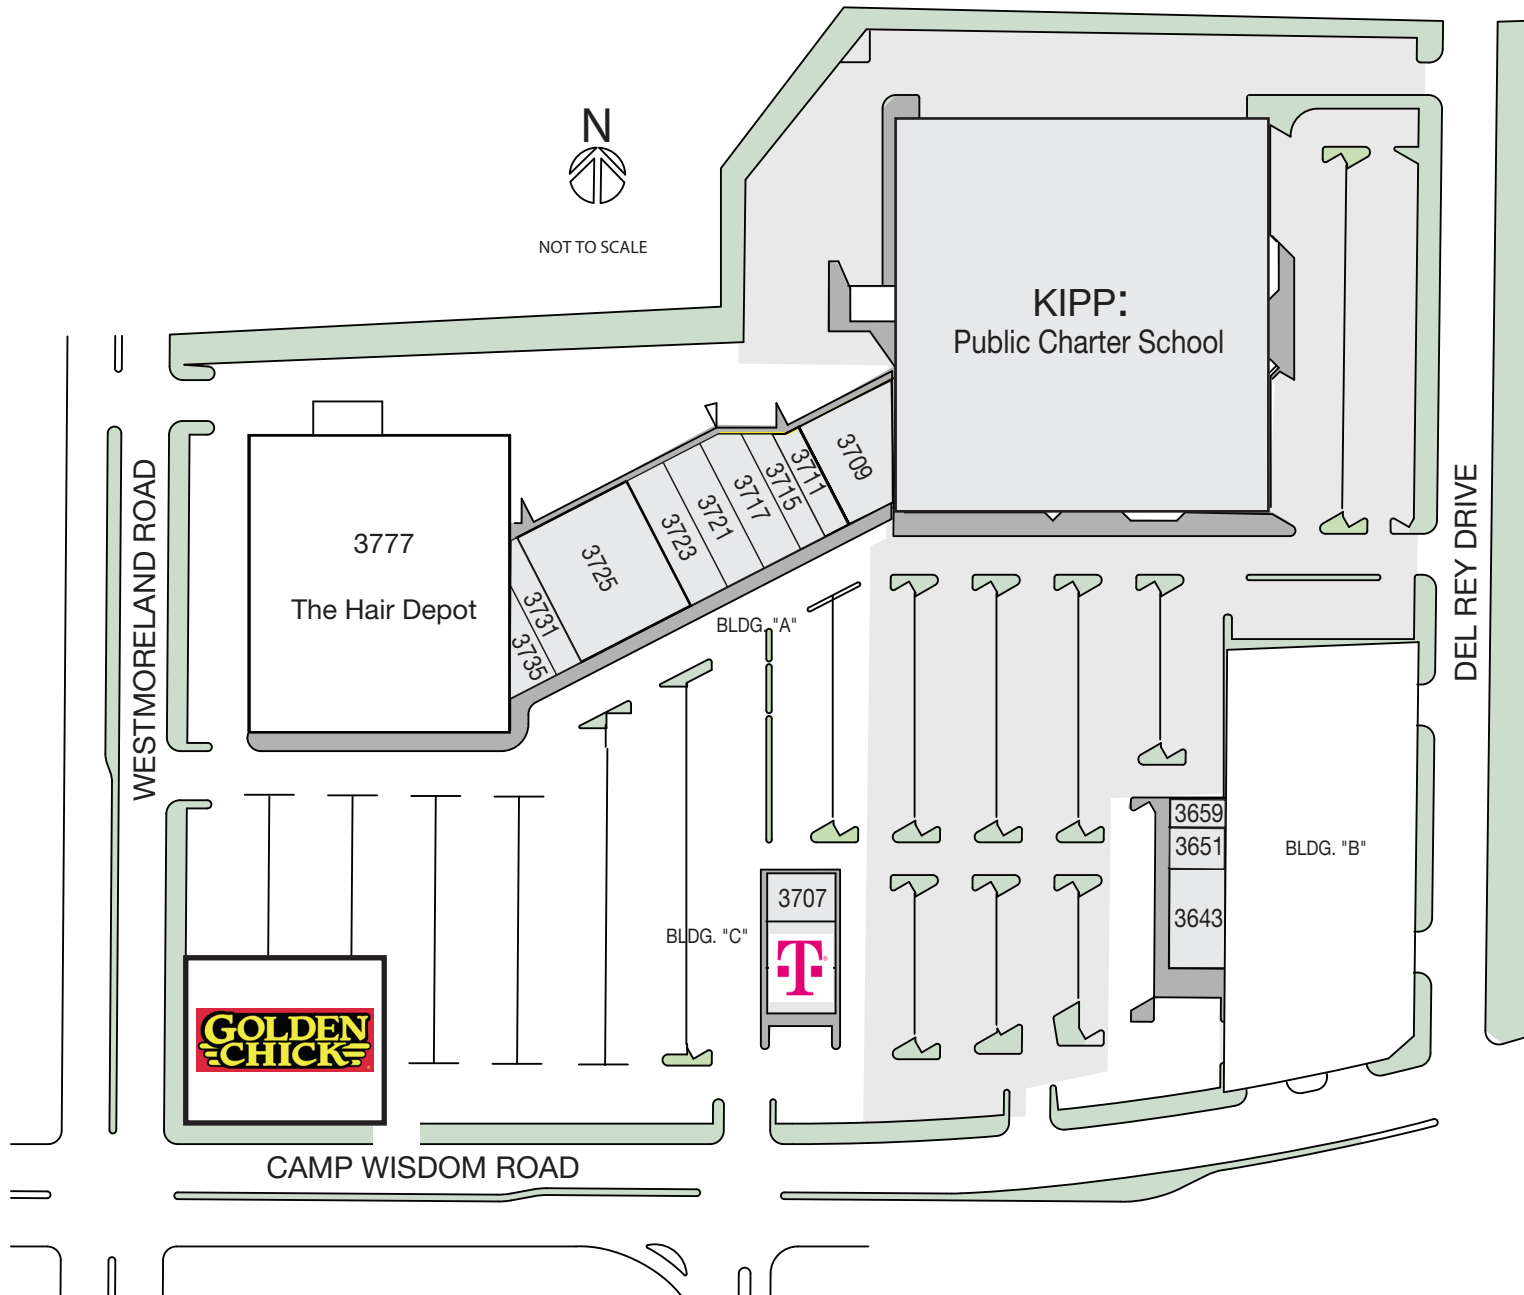 N
NOT TO SCALE
KIPP:
Public Charter School
3777
The Hair Depot
3709
3711
3715
3717
3721
3723
3725
3731
3735
BLDG. "A"
WESTMORELAND ROAD
DEL REY DRIVE
3659
3651
3643
BLDG. "B"
3707
BLDG. "C"
T
GOLDEN
CHICK
CAMP WISDOM ROAD